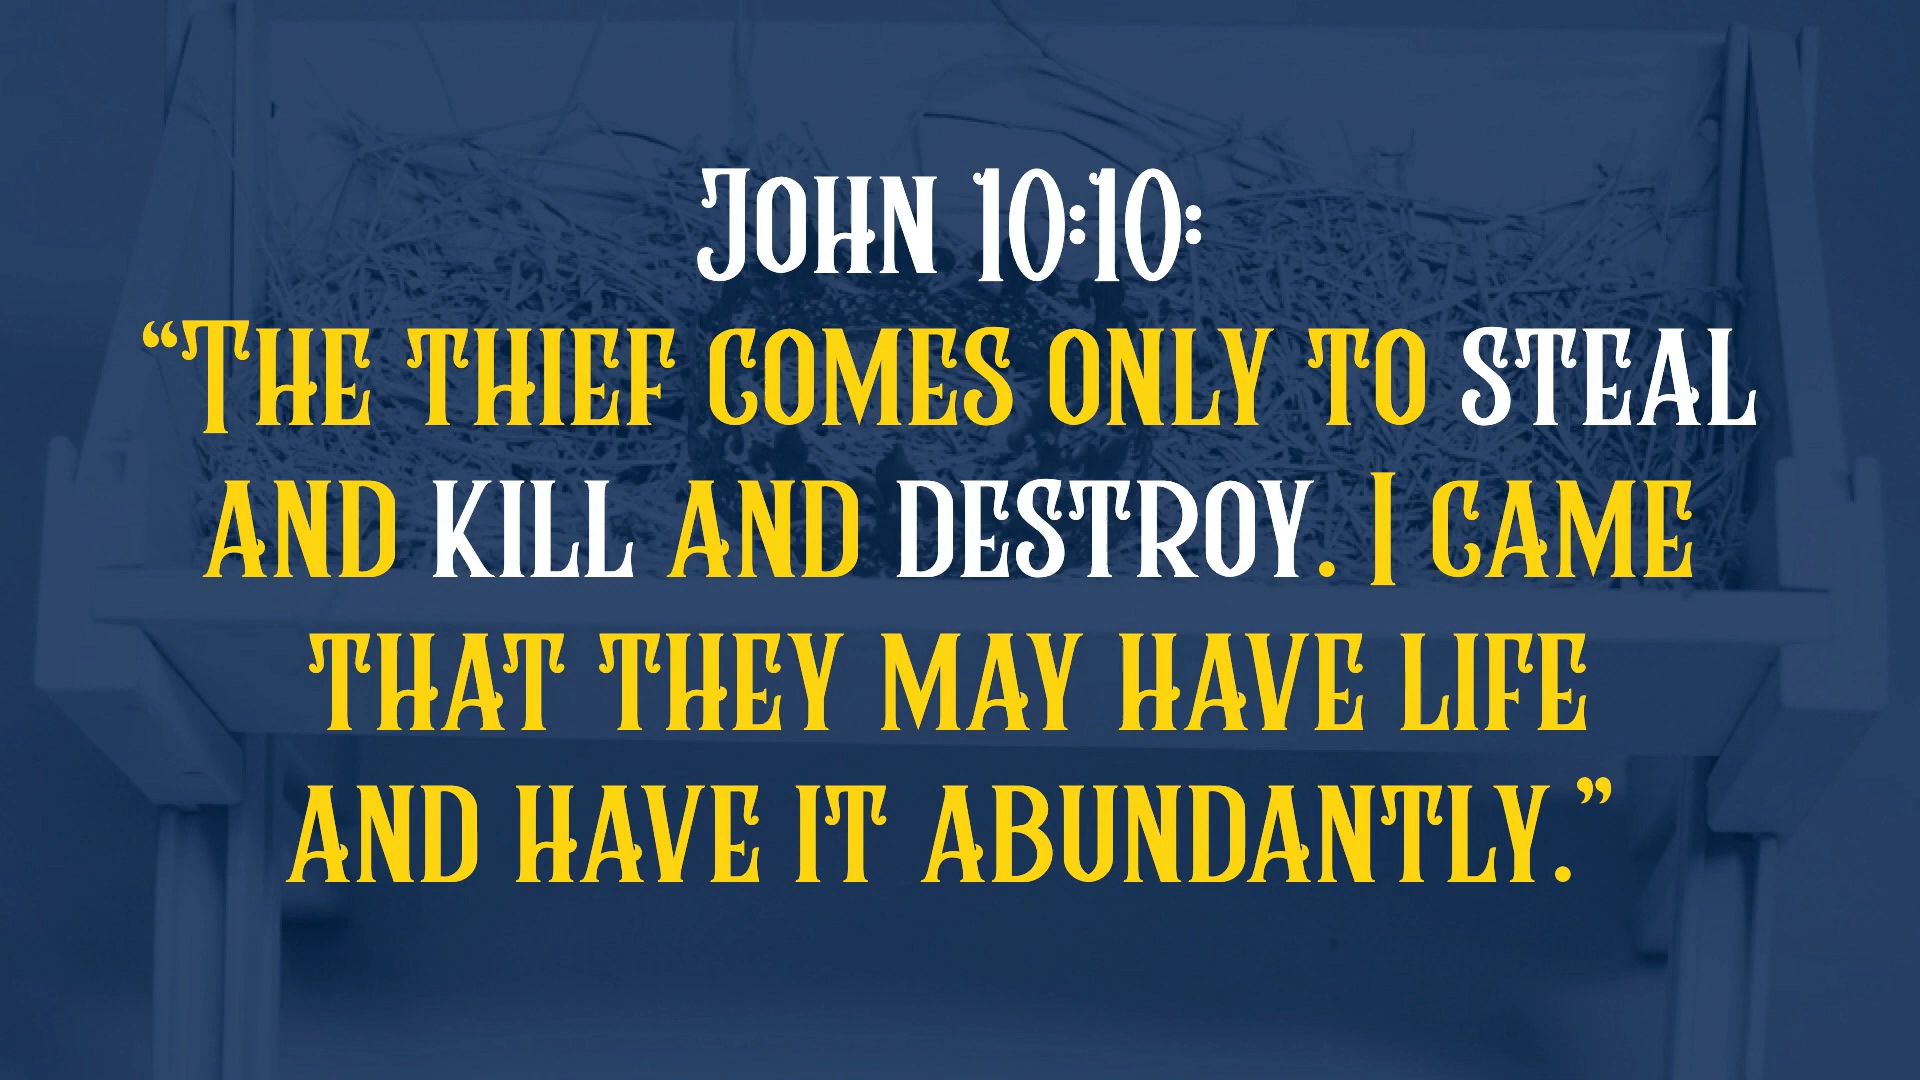 John 10:10:
“The thief comes only to steal
and kill and destroy. I came
that they may have life
and have it abundantly.”